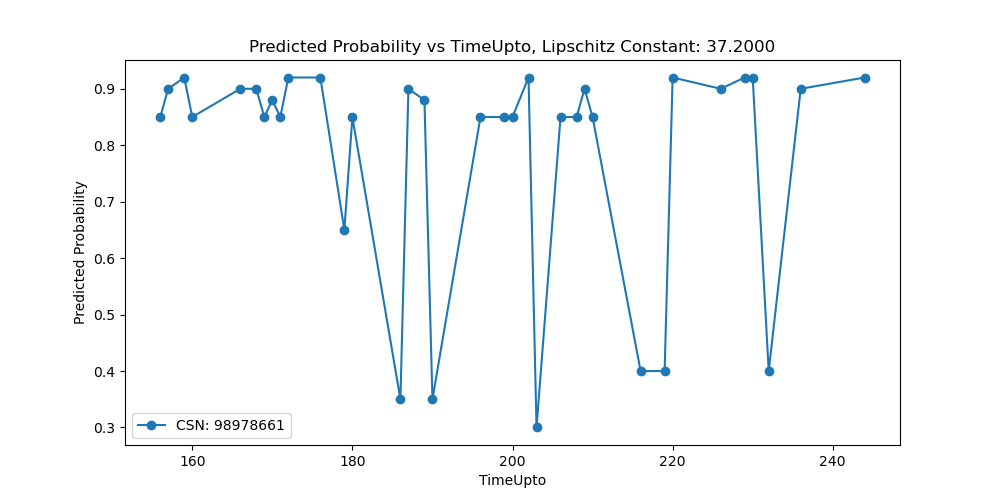 Predicted Probability vs TimeUpto, Lipschitz Constant: 37.2000
Predicted Probability
0.9
0.8
0.7
0.6
0.5
0.4
0.3
CSN: 98978661
160 180 200 220 240
TimeUpto